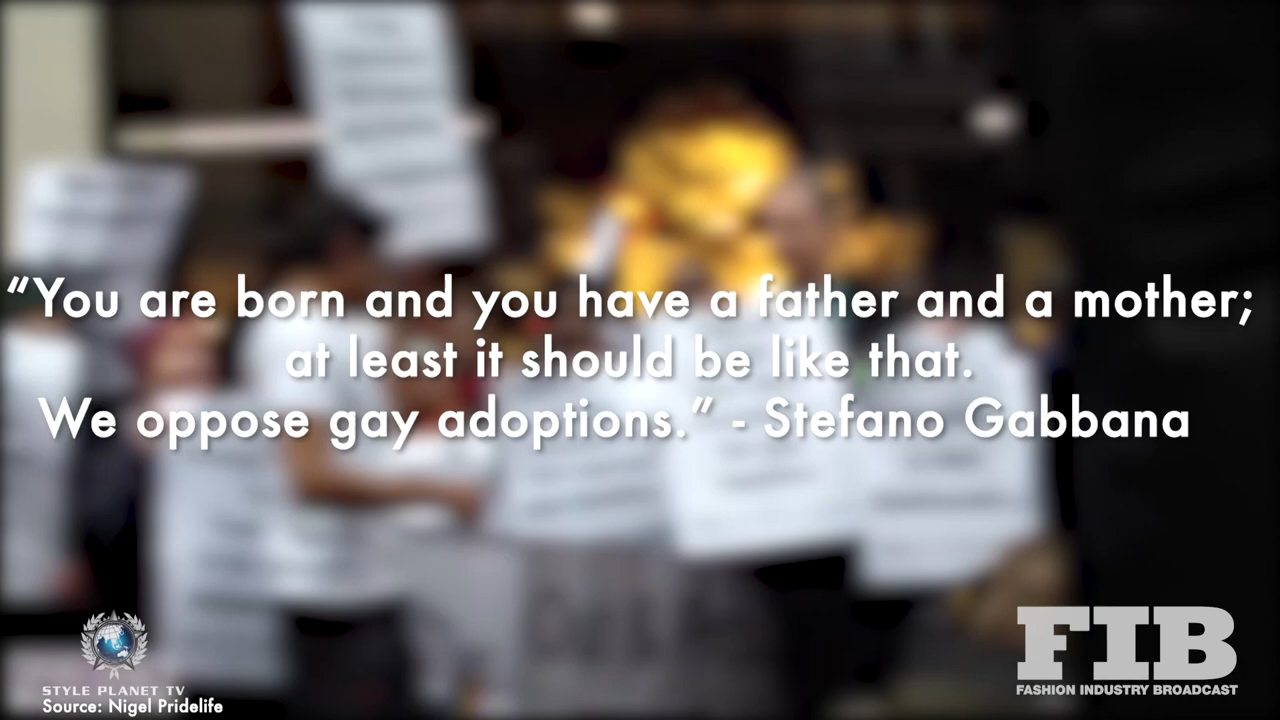 “You are born and you have a father and a mother;
at least it should be like that.
We oppose gay adoptions.” - Stefano Gabbana
STYLE PLANET TV
Source: Nigel Pridelife
FIB
FASHION INDUSTRY BROADCAST